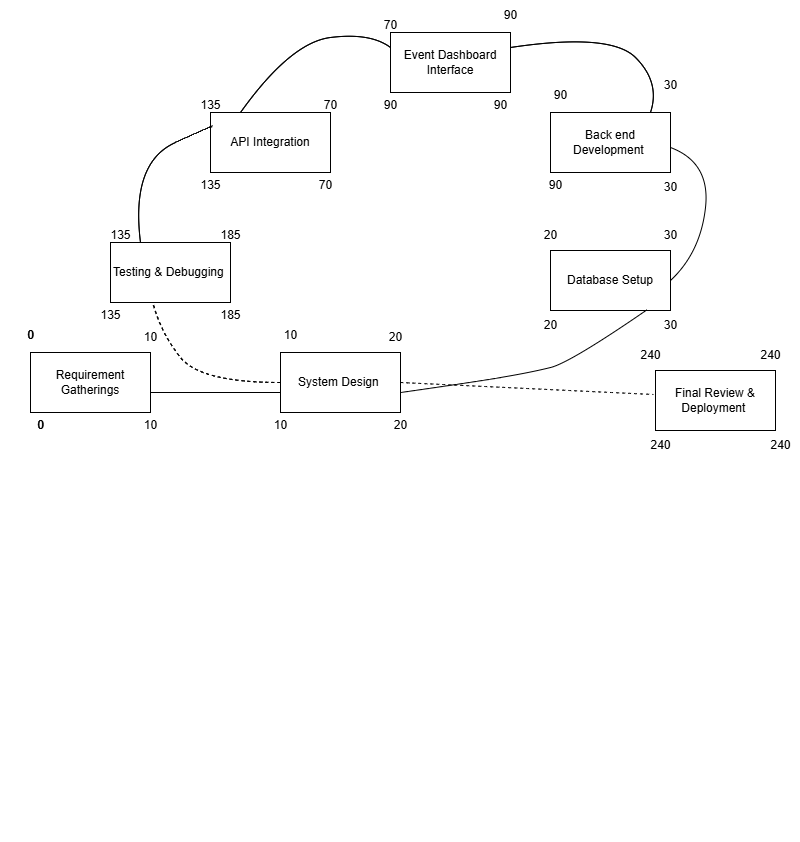 90
70
Event Dashboard
Interface
30
90
135
70
90
90
API Integration
Back end
Development
135
70
90
30
135
185
20
30
Testing & Debugging
Database Setup
135
185
20
30
0
10
10
20
240
240
Requirement
Gatherings
System Design
Final Review &
Deployment
0
10
10
20
240
240